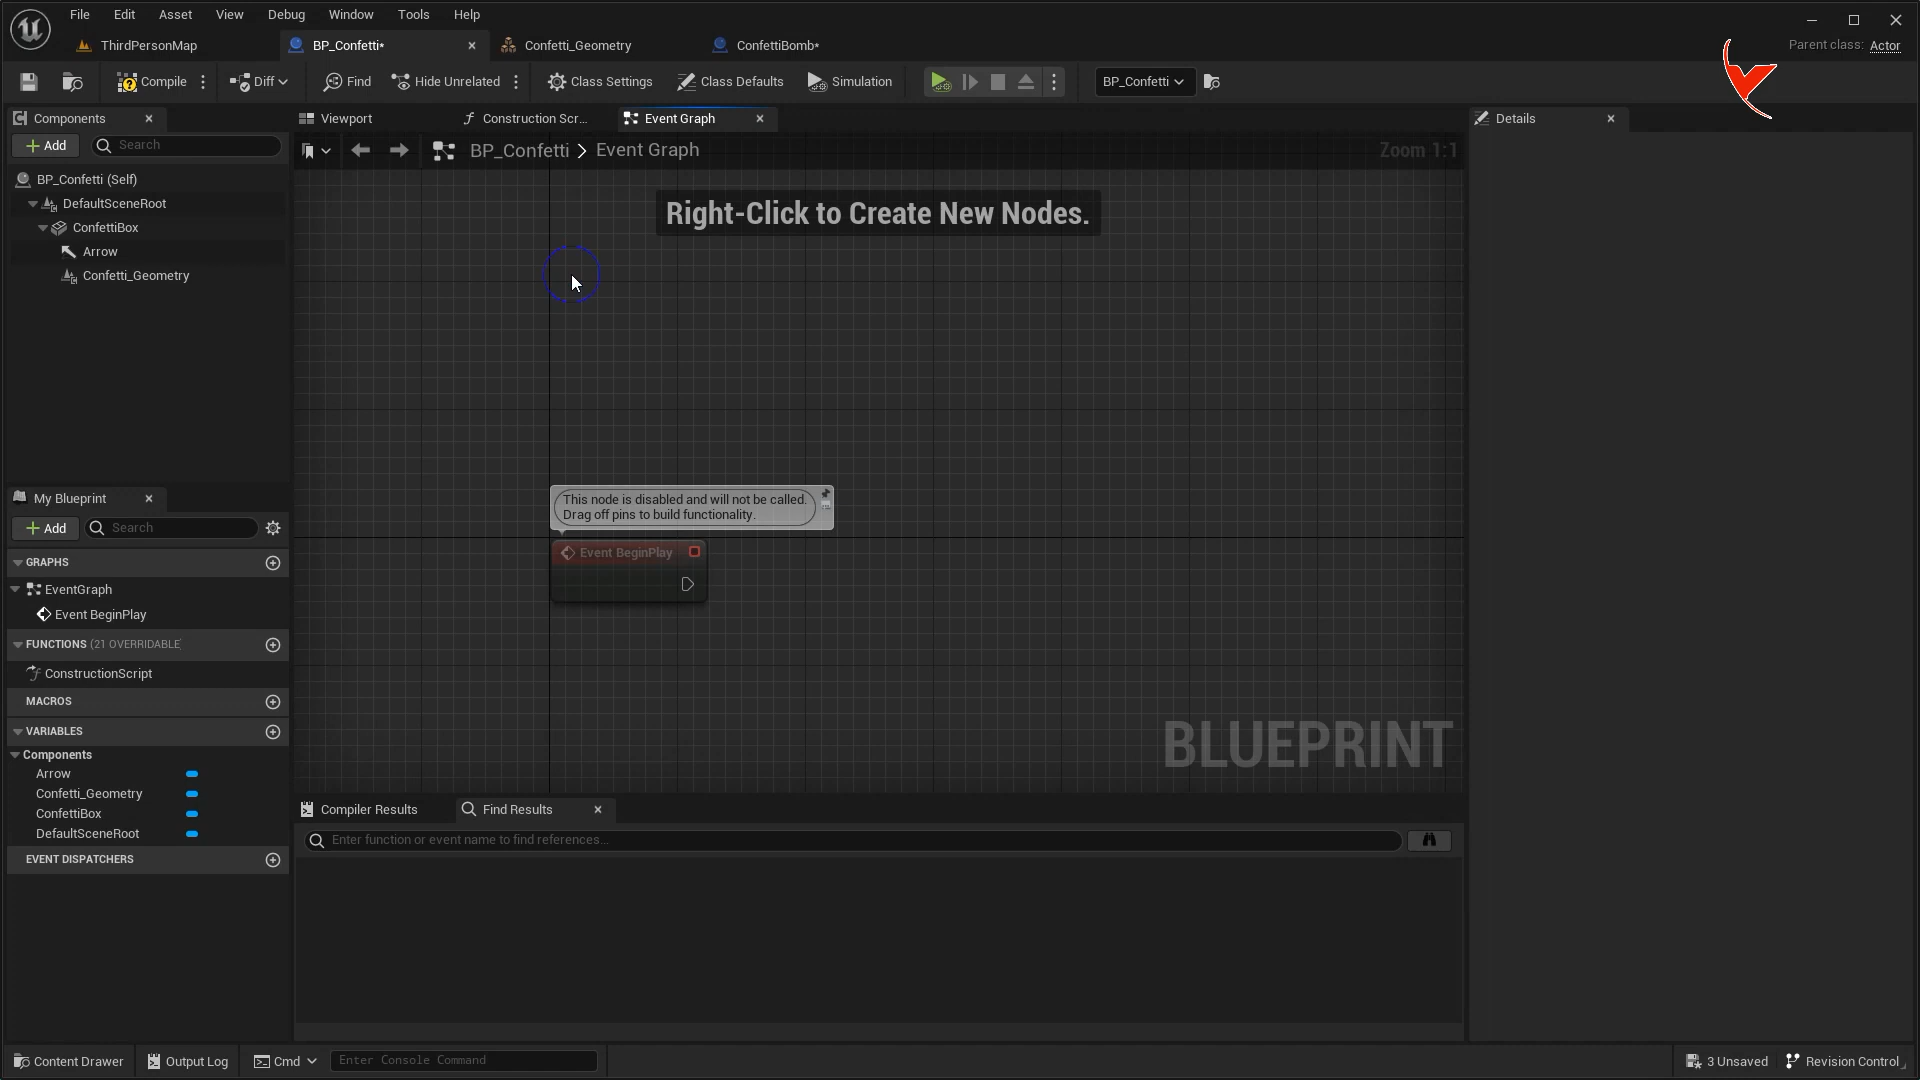 File Edit Asset View Debug Window Tools Help
ThirdPersonMap BP_Confetti* Confetti_Geometry ConfettiBomb* Parent class: Actor
Compile Diff Find Hide Unrelated Class Settings Class Defaults Simulation BP_Confetti
Components Viewport Construction Scr... Event Graph Details
Add Search BP_Confetti > Event Graph Zoom 1:1
BP_Confetti (Self)
DefaultSceneRoot
Right-Click to Create New Nodes.
ConfettiBox
Arrow
Confetti_Geometry
My Blueprint
This node is disabled and will not be called.
Drag off pins to build functionality.
Add Search
Event BeginPlay
GRAPHS
EventGraph
Event BeginPlay
FUNCTIONS (21 OVERRIDABLE
ConstructionScript
MACROS
VARIABLES
BLUEPRINT
Components
Arrow
Confetti_Geometry
ConfettiBox
DefaultSceneRoot
EVENT DISPATCHERS
Compiler Results Find Results
Enter function or event name to find references...
Content Drawer Output Log Cmd Enter Console Command 3 Unsaved Revision Control